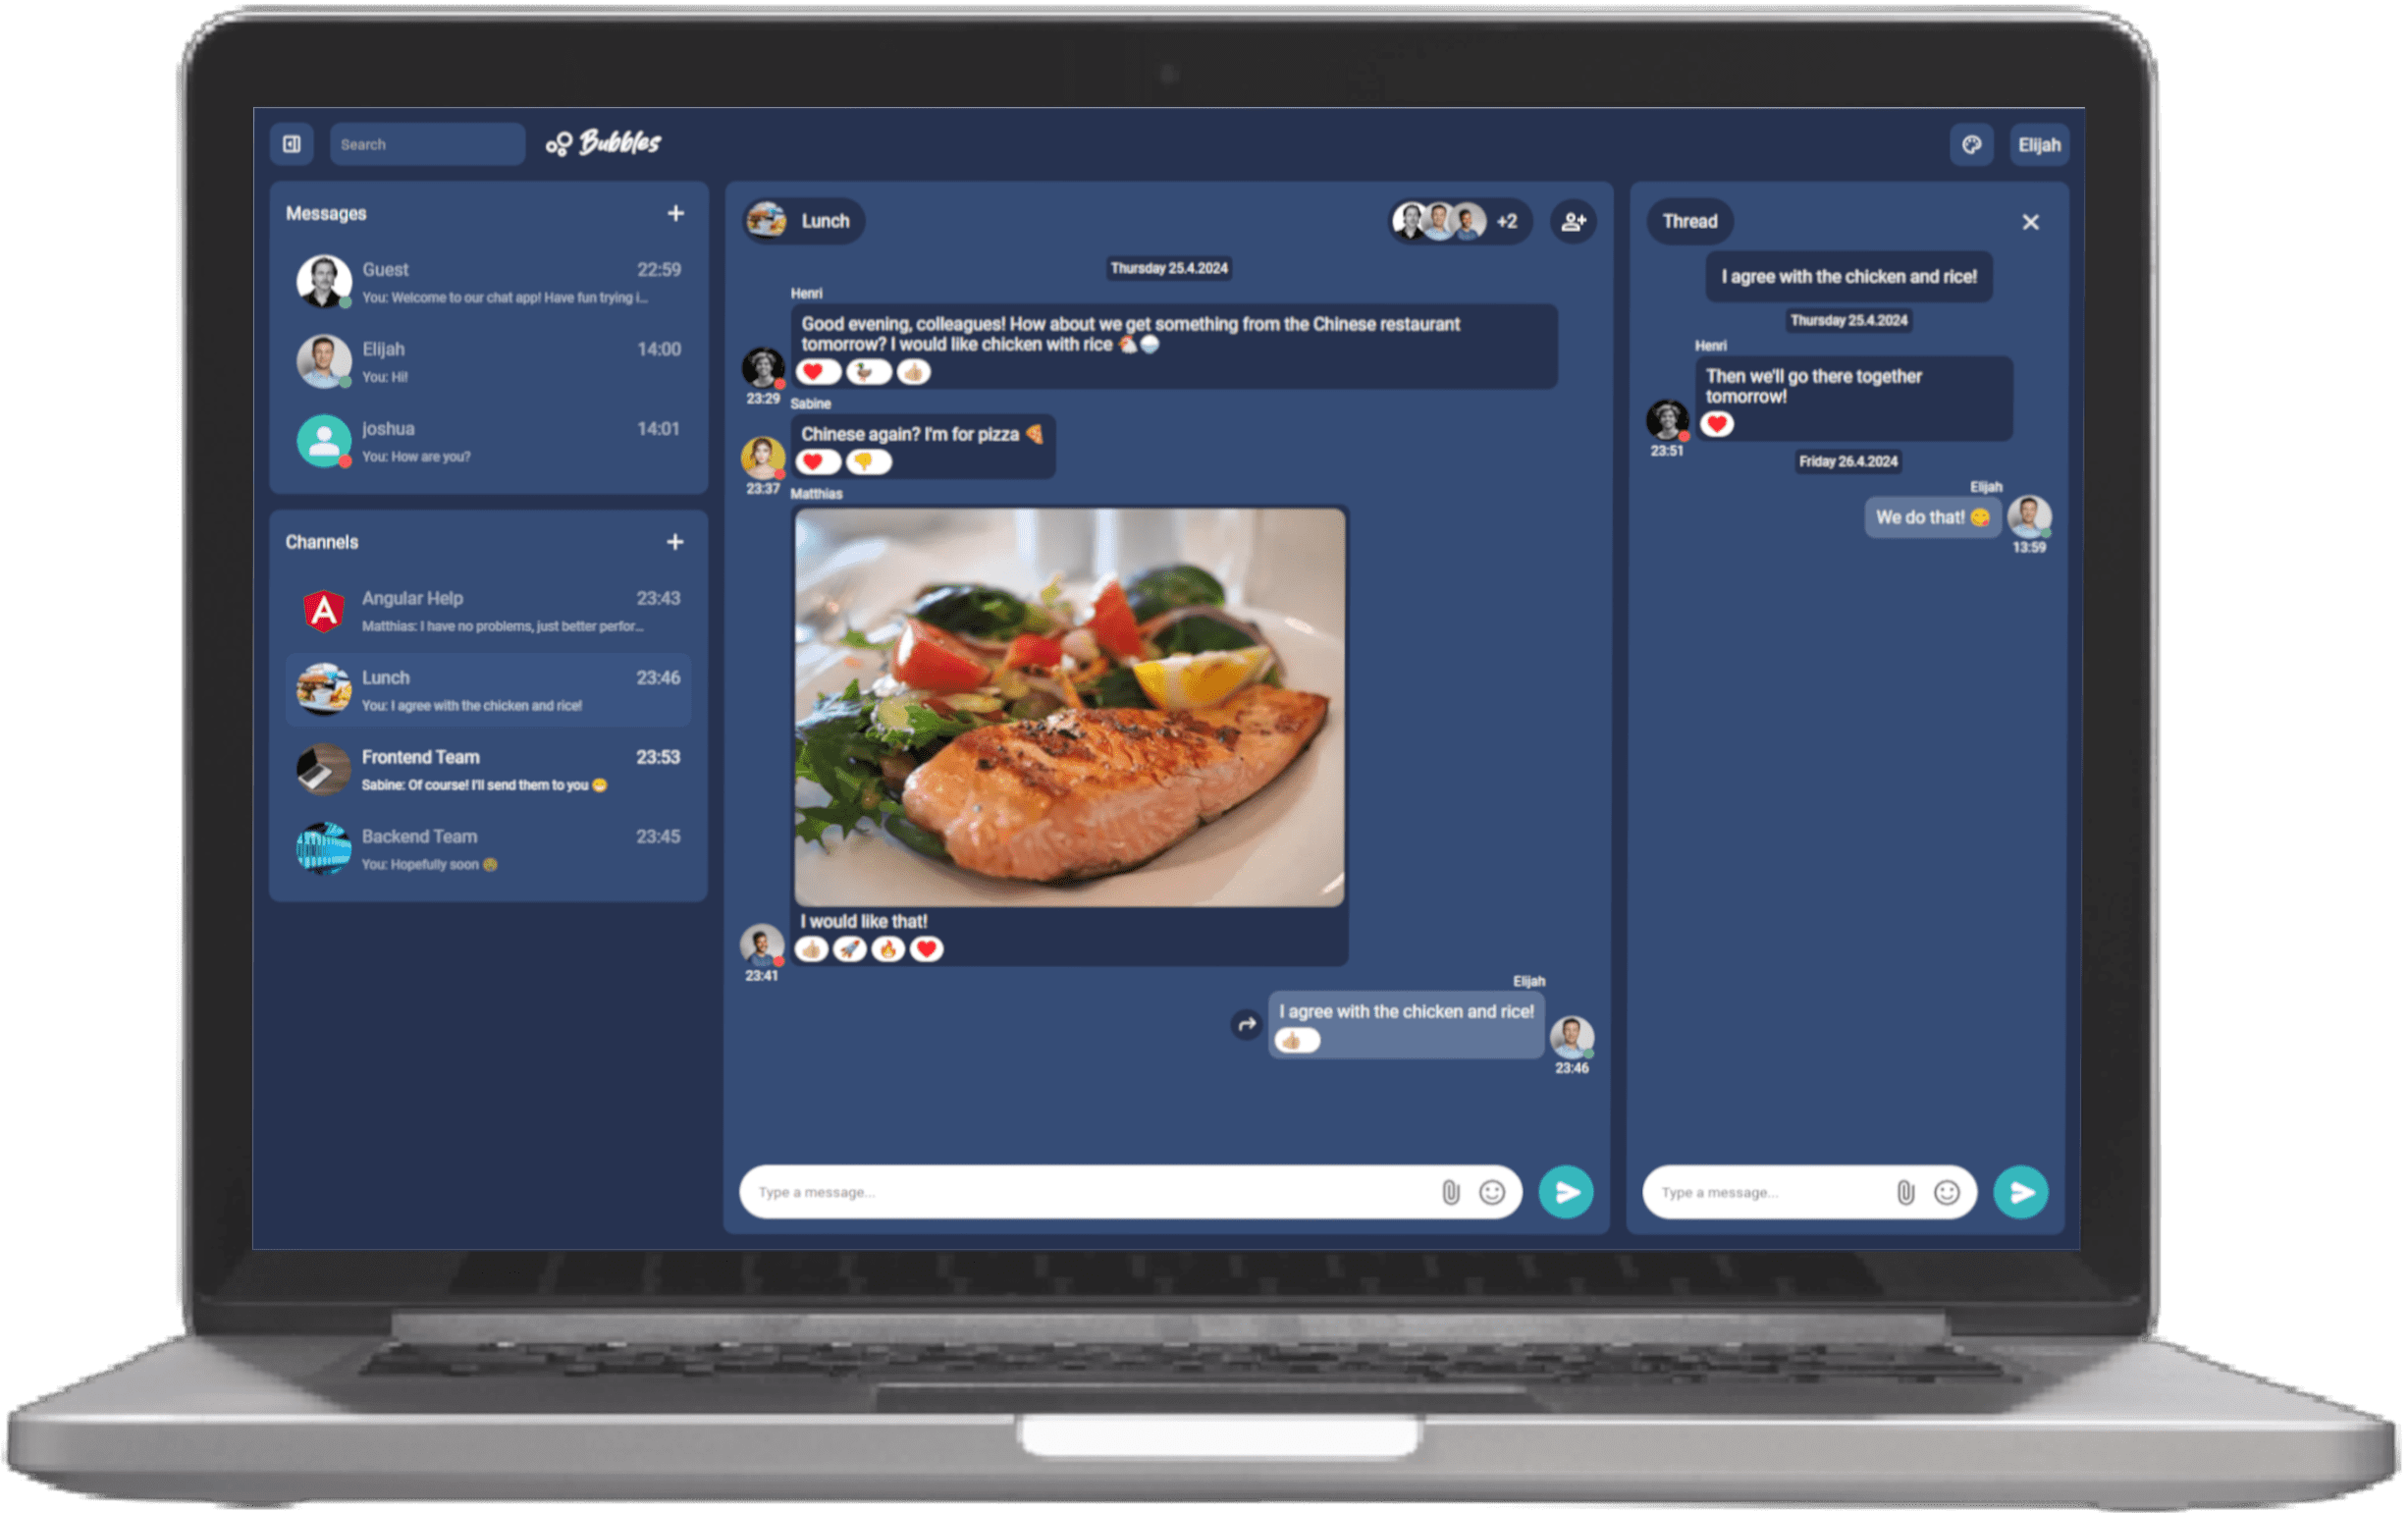 Search
Bubbles
Elijah
Messages
Guest 22:59
You: Welcome to our chat app! Have fun trying i...
Elijah 14:00
You: Hi!
joshua 14:01
You: How are you?
Channels
Angular Help 23:43
Matthias: I have no problems, just better perfor...
Lunch 23:46
You: I agree with the chicken and rice!
Frontend Team 23:53
Sabine: Of course! I'll send them to you 😁
Backend Team 23:45
You: Hopefully soon
Lunch
+2
Thursday 25.4.2024
Henri
Good evening, colleagues! How about we get something from the Chinese restaurant
tomorrow? I would like chicken with rice 🐔🍚
23:29
Sabine
Chinese again? I'm for pizza 🍕
23:37
Matthias
I would like that!
23:41
Elijah
I agree with the chicken and rice!
23:46
Type a message...
Thread
I agree with the chicken and rice!
Thursday 25.4.2024
Henri
Then we'll go there together
tomorrow!
23:51
Friday 26.4.2024
Elijah
We do that! 😋
13:59
Type a message...